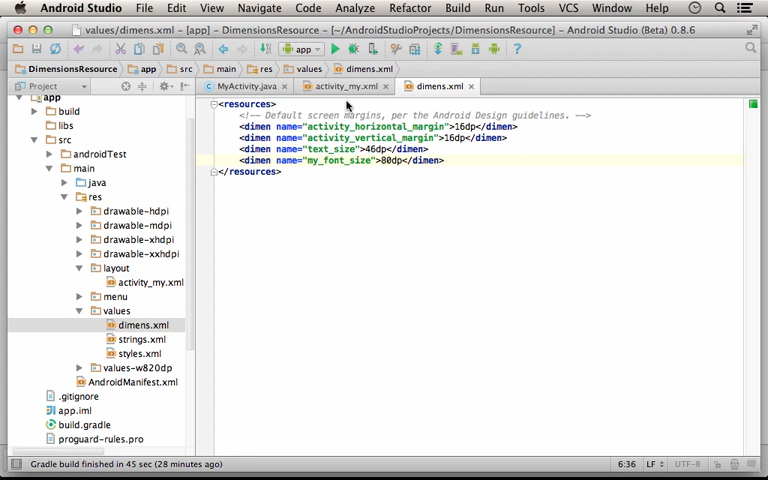 Android Studio File Edit View Navigate Code Analyze Refactor Build Run Tools VCS Window Help
values/dimens.xml - [app] - [DimensionsResource] - [~/AndroidStudioProjects/DimensionsResource] - Android Studio (Beta) 0.8.6
app
DimensionsResource app src main res values dimens.xml
Project MyActivity.java activity_my.xml dimens.xml
app
build
libs
src
androidTest
main
java
res
drawable-hdpi
drawable-mdpi
drawable-xhdpi
drawable-xxhdpi
layout
activity_my.xml
menu
values
dimens.xml
strings.xml
styles.xml
values-w820dp
AndroidManifest.xml
.gitignore
app.iml
build.gradle
proguard-rules.pro
<resources>
<!-- Default screen margins, per the Android Design guidelines. -->
<dimen name="activity_horizontal_margin">16dp</dimen>
<dimen name="activity_vertical_margin">16dp</dimen>
<dimen name="text_size">46dp</dimen>
<dimen name="my_font_size">80dp</dimen>
</resources>
Gradle build finished in 45 sec (28 minutes ago) 6:36 LF UTF-8